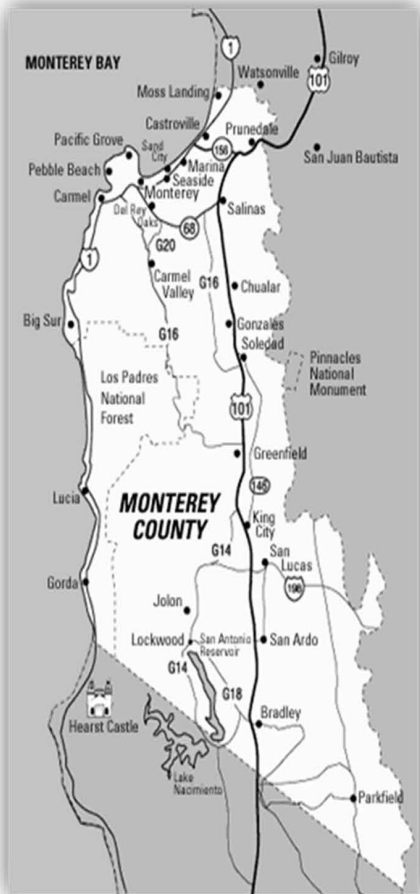 1
Gilroy
MONTEREY BAY
Watsonville
101
Moss Landing
Castroville
Prunedale
Pacific Grove
Sand
City
156
San Juan Bautista
Marina
Pebble Beach
Seaside
Monterey
Carmel
Del Rey
Oaks
Salinas
68
G20
1
Carmel
Valley
G16
Chualar
Big Sur
Gonzales
G16
Soledad
Pinnacles
National
Monument
Los Padres
National
Forest
101
Greenfield
146
Lucia
MONTEREY
COUNTY
King
City
G14
San
Lucas
Gorda
198
Jolon
Lockwood
San Antonio
Reservoir
San Ardo
G14
G18
Hearst Castle
Bradley
Lake
Nacimiento
Parkfield